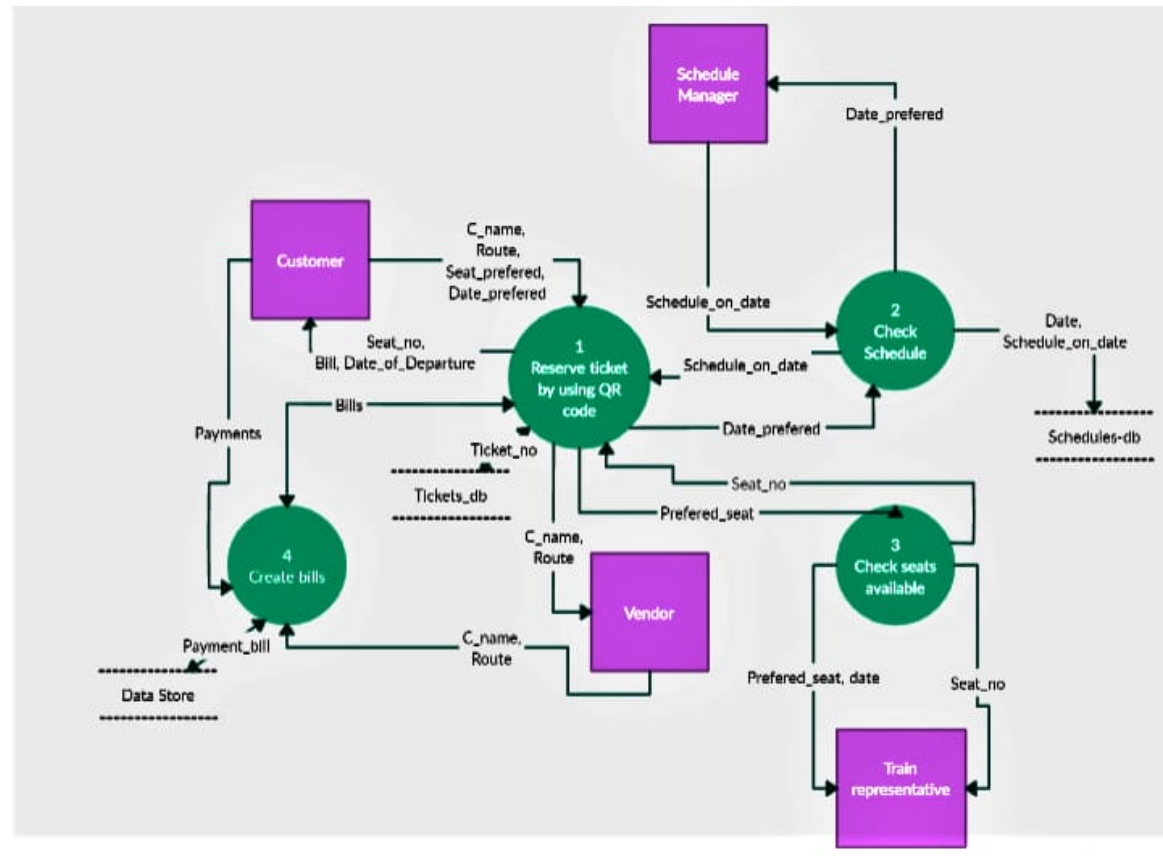 Schedule
Manager
Date_prefered
C_name,
Route,
Seat_prefered,
Date_prefered
Customer
Schedule_on_date
2
Check
Schedule
Date,
Schedule_on_date
Seat_no,
Bill, Date_of_Departure
1
Reserve ticket
by using QR
code
Schedule_on_date
Bills
Payments
Date_prefered
Schedules-db
Ticket_no
Tickets_db
Seat_no
Prefered_seat
C_name,
Route
3
Check seats
available
4
Create bills
Vendor
Payment_bill
C_name,
Route
Data Store
Prefered_seat, date
Seat_no
Train
representative